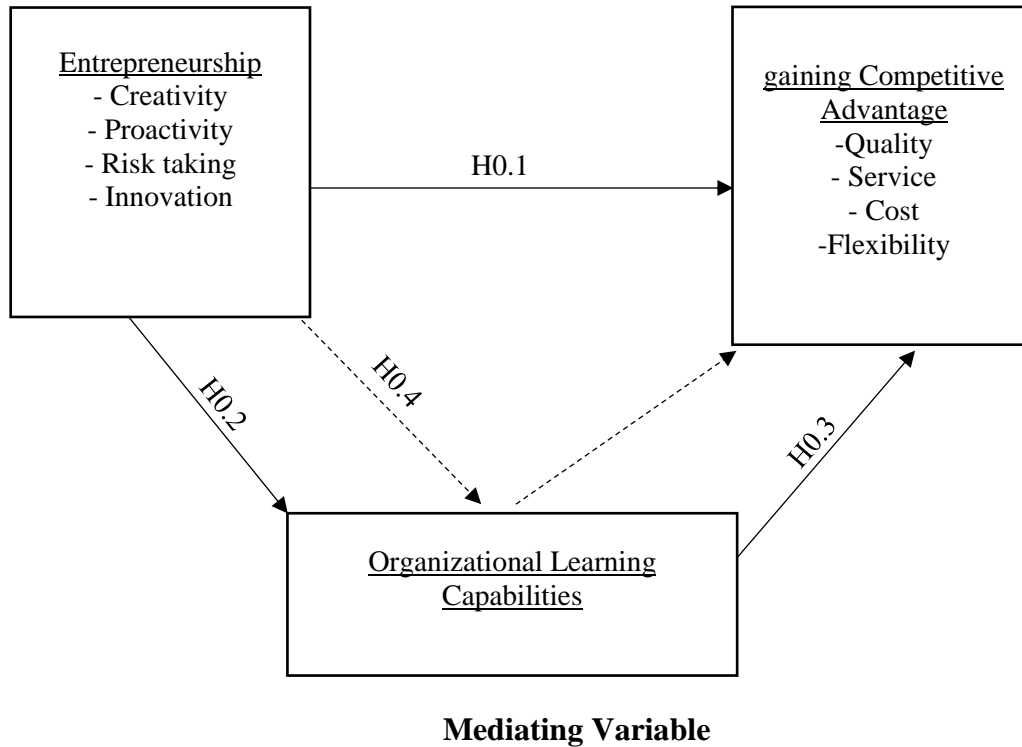 Entrepreneurship
- Creativity
- Proactivity
- Risk taking
- Innovation
H0.1
gaining Competitive
Advantage
-Quality
- Service
- Cost
-Flexibility
H0.2
H0.4
H0.3
Organizational Learning
Capabilities
Mediating Variable